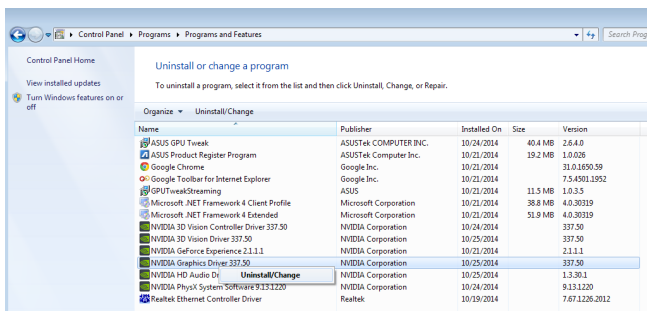 Control Panel ▸ Programs ▸ Programs and Features
Search Prog
Control Panel Home
View installed updates
Turn Windows features on or
off
Uninstall or change a program
To uninstall a program, select it from the list and then click Uninstall, Change, or Repair.
Organize Uninstall/Change
Name Publisher Installed On Size Version
ASUS GPU Tweak ASUSTek COMPUTER INC. 10/24/2014 40.4 MB 2.6.4.0
ASUS Product Register Program ASUSTek Computer Inc. 10/21/2014 19.2 MB 1.0.026
Google Chrome Google Inc. 10/21/2014 31.0.1650.59
Google Toolbar for Internet Explorer Google Inc. 10/21/2014 7.5.4501.1952
GPUTweakStreaming ASUS 10/21/2014 11.5 MB 1.0.3.5
Microsoft .NET Framework 4 Client Profile Microsoft Corporation 10/21/2014 38.8 MB 4.0.30319
Microsoft .NET Framework 4 Extended Microsoft Corporation 10/21/2014 51.9 MB 4.0.30319
NVIDIA 3D Vision Controller Driver 337.50 NVIDIA Corporation 10/24/2014 337.50
NVIDIA 3D Vision Driver 337.50 NVIDIA Corporation 10/25/2014 337.50
NVIDIA GeForce Experience 2.1.1.1 NVIDIA Corporation 10/21/2014 2.1.1.1
NVIDIA Graphics Driver 337.50 NVIDIA Corporation 10/25/2014 337.50
NVIDIA HD Audio Dr Uninstall/Change NVIDIA Corporation 10/25/2014 1.3.30.1
NVIDIA PhysX System Software 9.13.1220 NVIDIA Corporation 10/24/2014 9.13.1220
Realtek Ethernet Controller Driver Realtek 10/19/2014 7.67.1226.2012